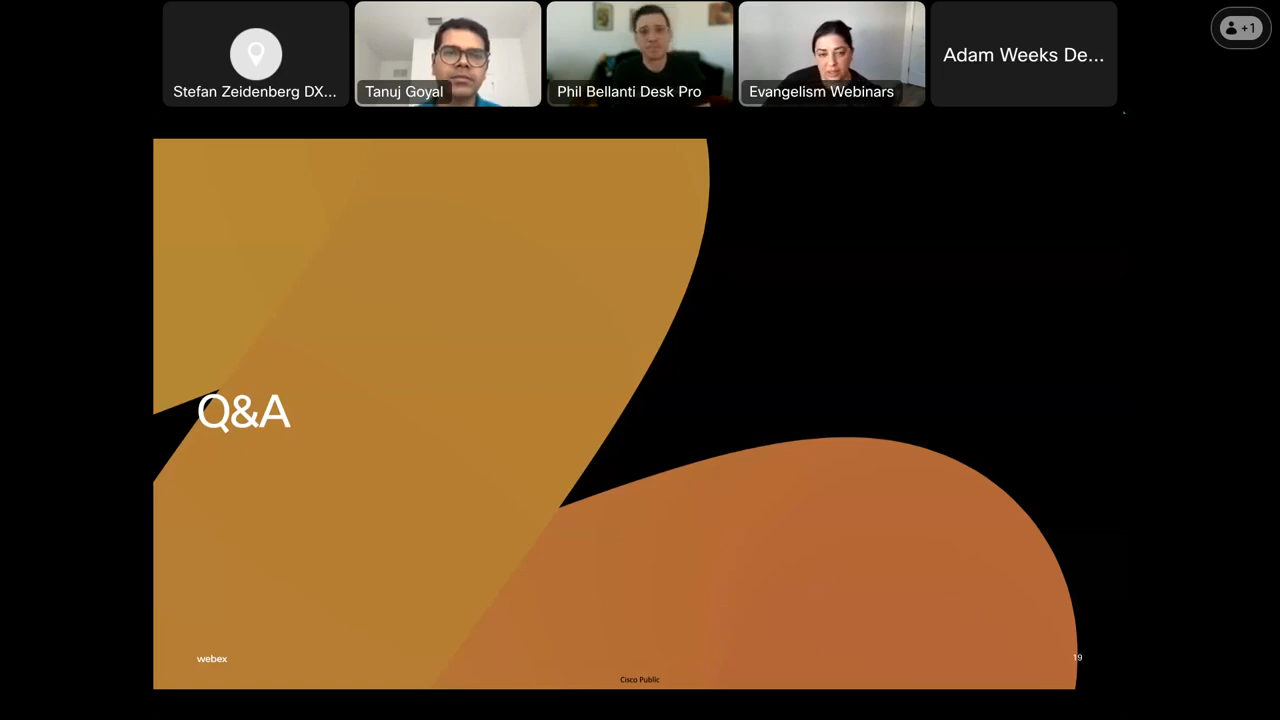 Stefan Zeidenberg DX...
Tanuj Goyal
Phil Bellanti Desk Pro
Evangelism Webinars
Adam Weeks De...
+1
Q&A
webex
19
Cisco Public